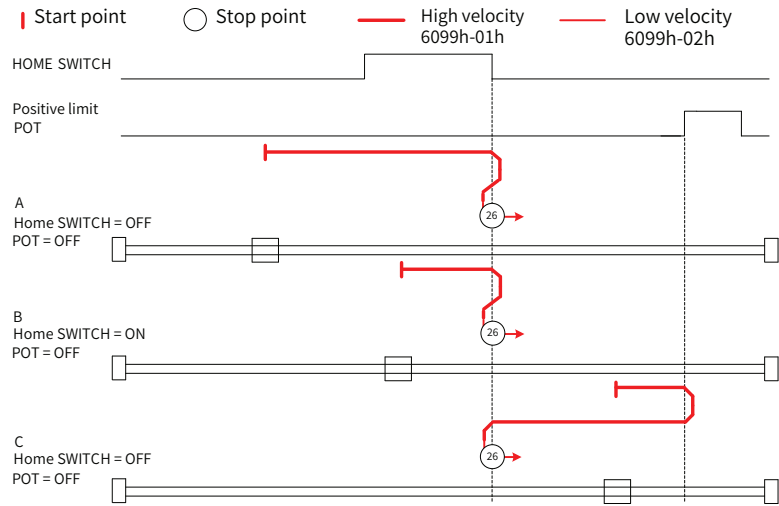 Start point
Stop point
High velocity
6099h-01h
Low velocity
6099h-02h
HOME SWITCH
Positive limit
POT
A
Home SWITCH = OFF
POT = OFF
26
B
Home SWITCH = ON
POT = OFF
26
C
Home SWITCH = OFF
POT = OFF
26